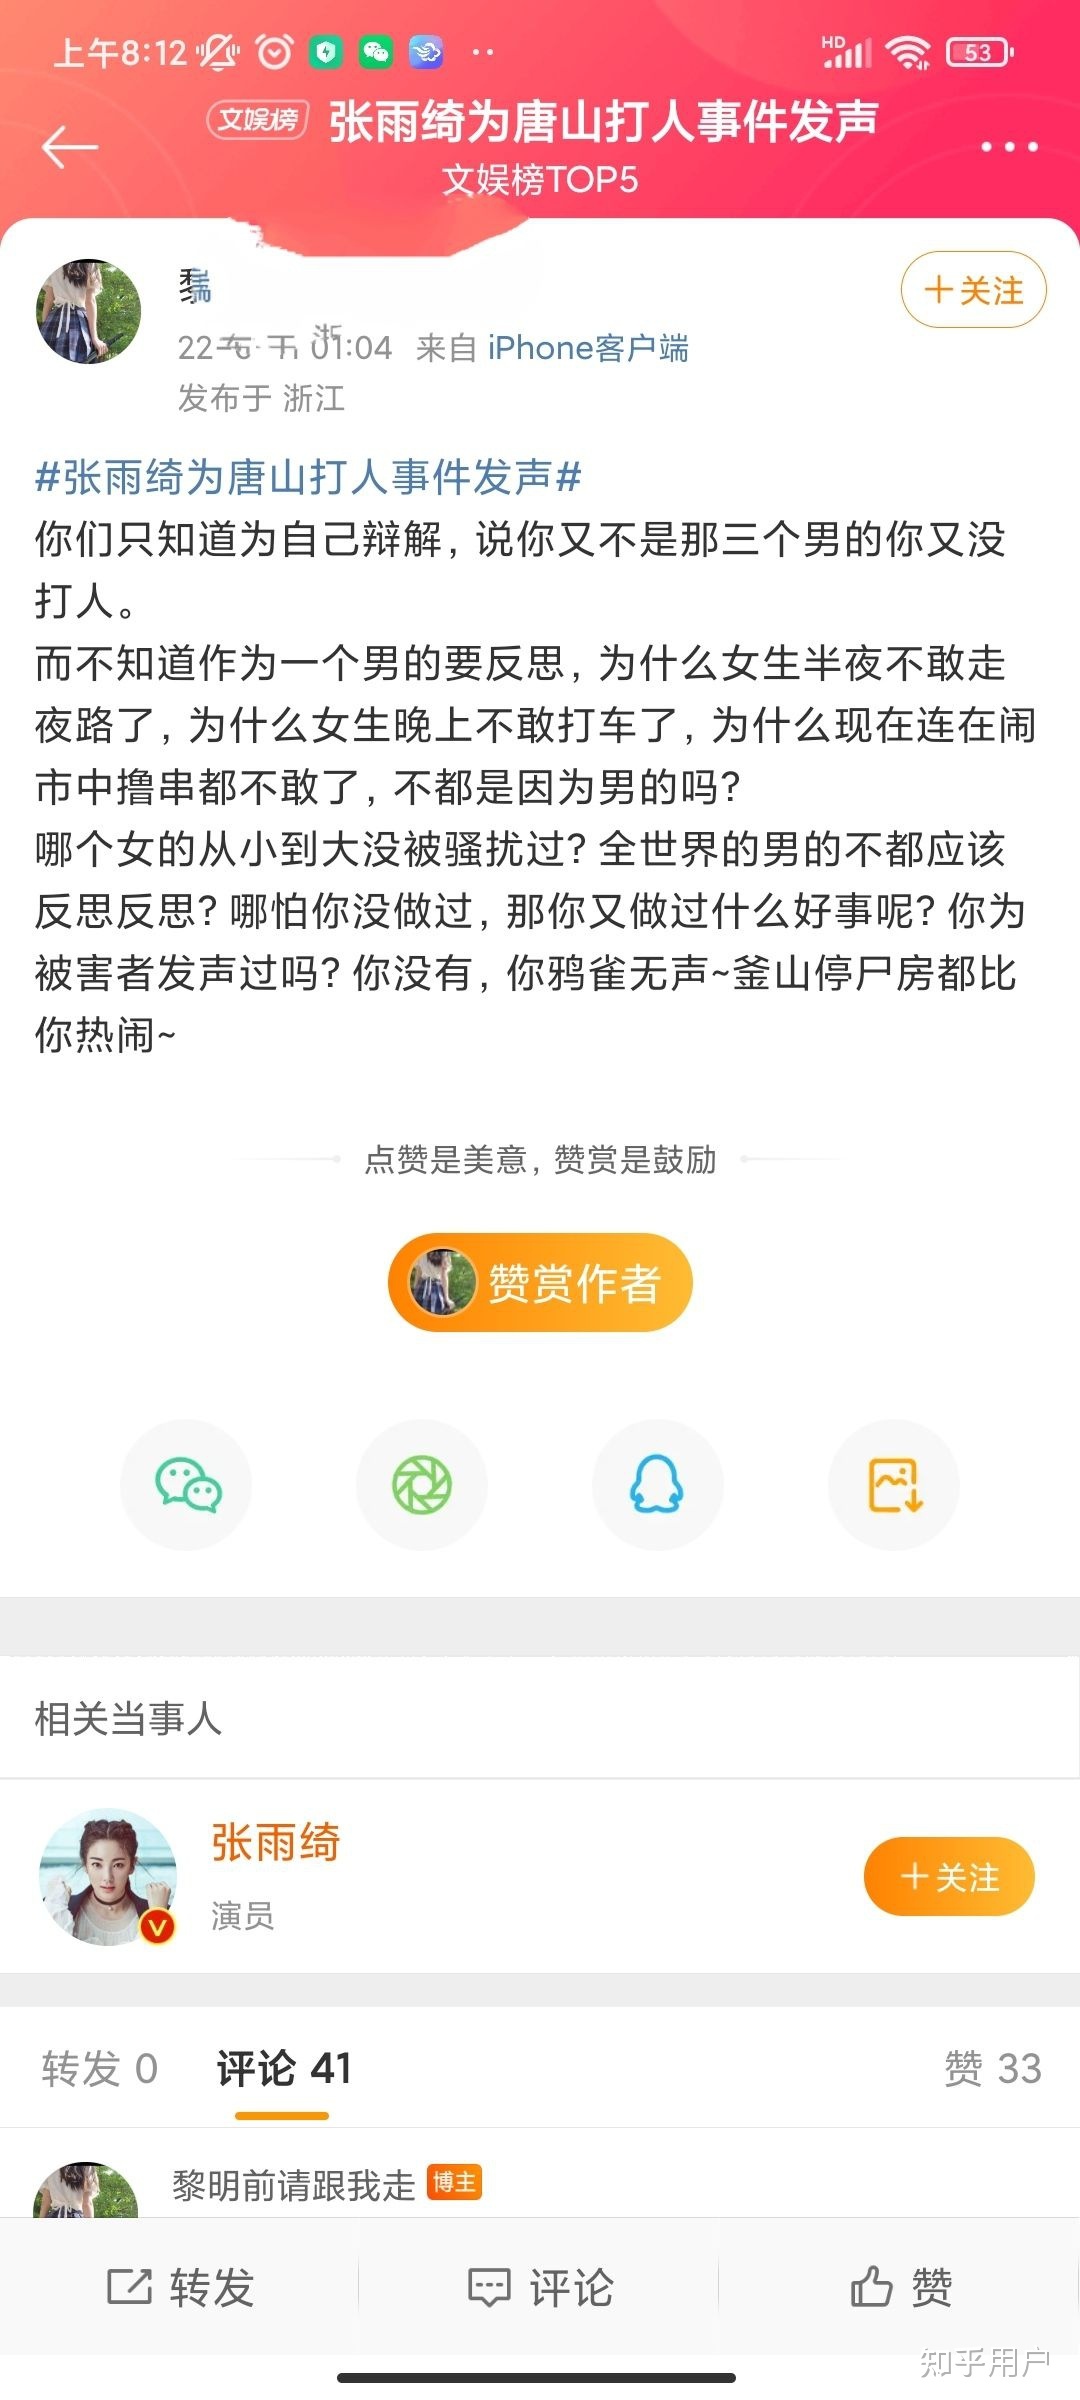 上午8:12
HD
53
文娱榜 张雨绮为唐山打人事件发声
文娱榜TOP5
+关注
01:04 来自 iPhone客户端
发布于 浙江
#张雨绮为唐山打人事件发声#
你们只知道为自己辩解，说你又不是那三个男的你又没
打人。
而不知道作为一个男的要反思，为什么女生半夜不敢走
夜路了，为什么女生晚上不敢打车了，为什么现在连在闹
市中撸串都不敢了，不都是因为男的吗？
哪个女的从小到大没被骚扰过？全世界的男的不都应该
反思反思？哪怕你没做过，那你又做过什么好事呢？你为
被害者发声过吗？你没有，你鸦雀无声~釜山停尸房都比
你热闹~
点赞是美意，赞赏是鼓励
赞赏作者
相关当事人
张雨绮
+关注
演员
转发 0 评论 41 赞 33
黎明前请跟我走 博主
转发 评论 赞
知乎用户